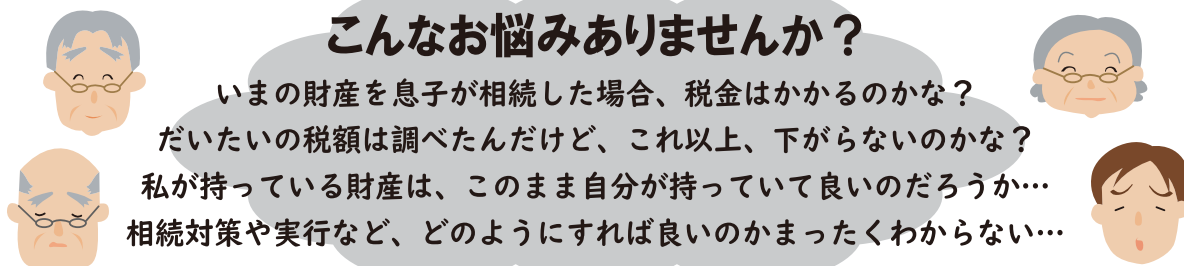 こんなお悩みありませんか？
いまの財産を息子が相続した場合、税金はかかるのかな？
だいたいの税額は調べたんだけど、これ以上、下がらないのかな？
私が持っている財産は、このまま自分が持っていて良いのだろうか…
相続対策や実行など、どのようにすれば良いのかまったくわからない…